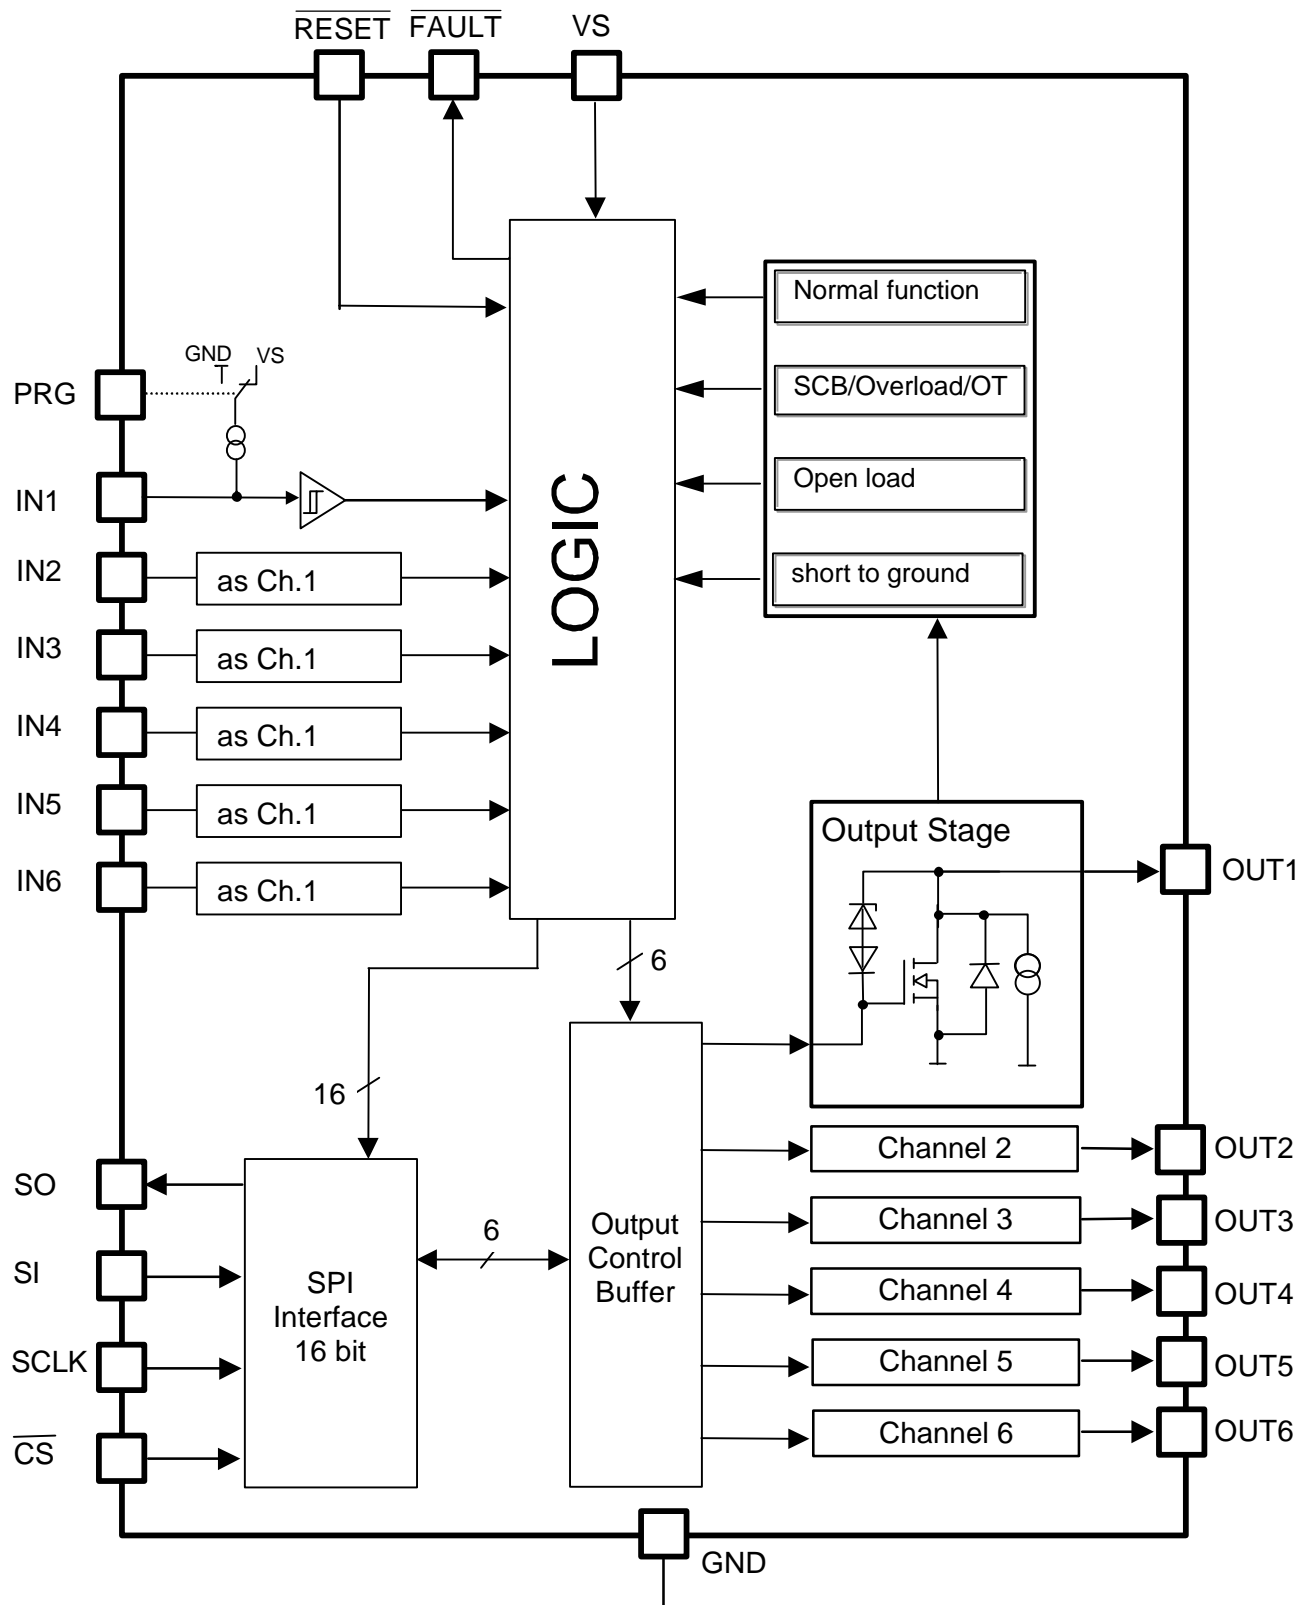 RESET FAULT VS
GND VS
PRG
IN1
IN2
as Ch.1
IN3
as Ch.1
IN4
as Ch.1
IN5
as Ch.1
IN6
as Ch.1
LOGIC
Normal function
SCB/Overload/OT
Open load
short to ground
Output Stage
OUT1
6
16
SO
SI
SCLK
CS
SPI
Interface
16 bit
6
Output
Control
Buffer
Channel 2
OUT2
Channel 3
OUT3
Channel 4
OUT4
Channel 5
OUT5
Channel 6
OUT6
GND